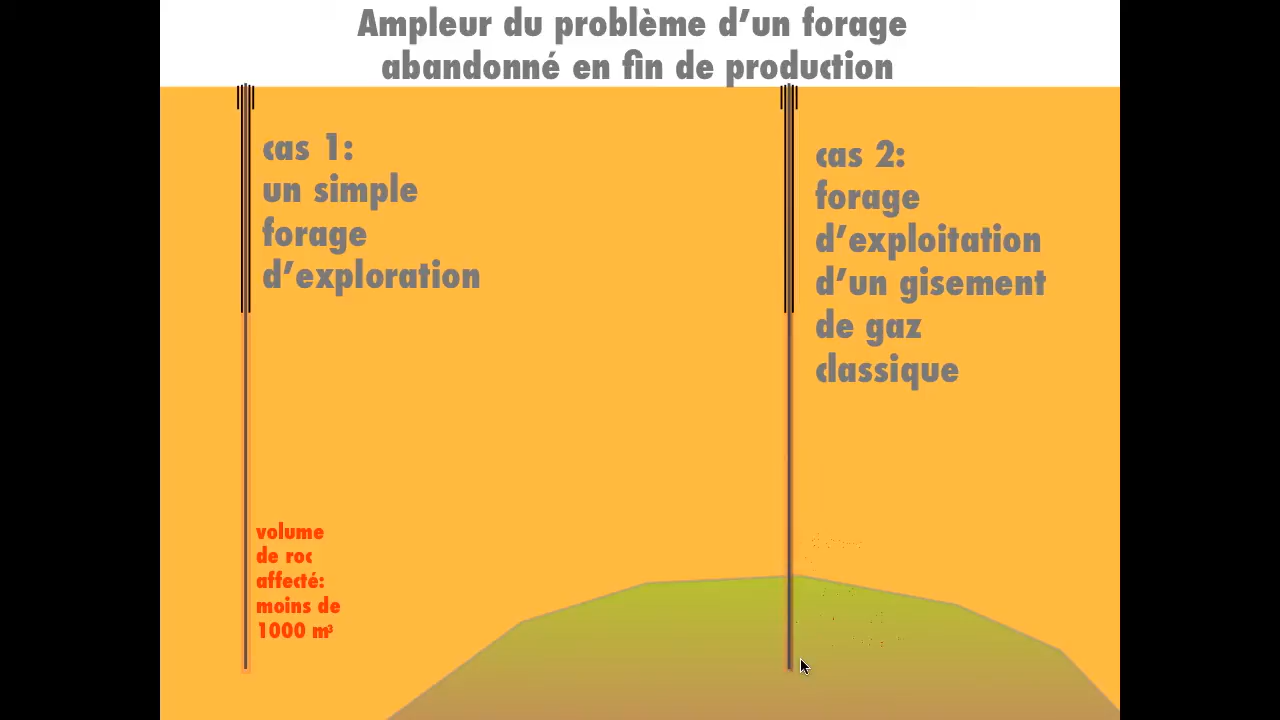 Ampleur du problème d’un forage
abandonné en fin de production
cas 1:
un simple
forage
d’exploration
cas 2:
forage
d’exploitation
d’un gisement
de gaz
classique
volume
de roc
affecté:
moins de
1000 m³